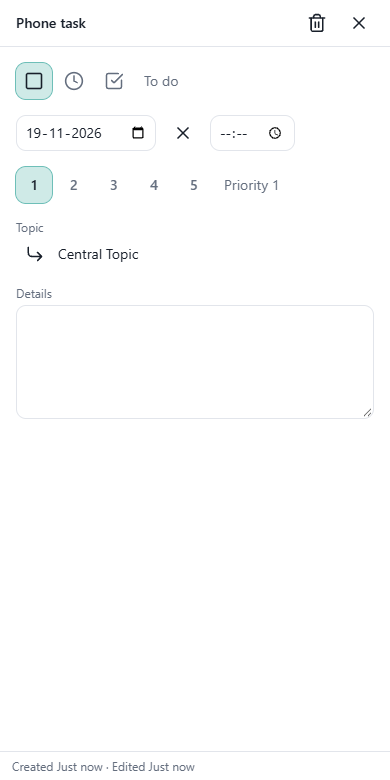 Phone task
To do
19-11-2026
--:--
1 2 3 4 5 Priority 1
Topic
Central Topic
Details
Created Just now · Edited Just now